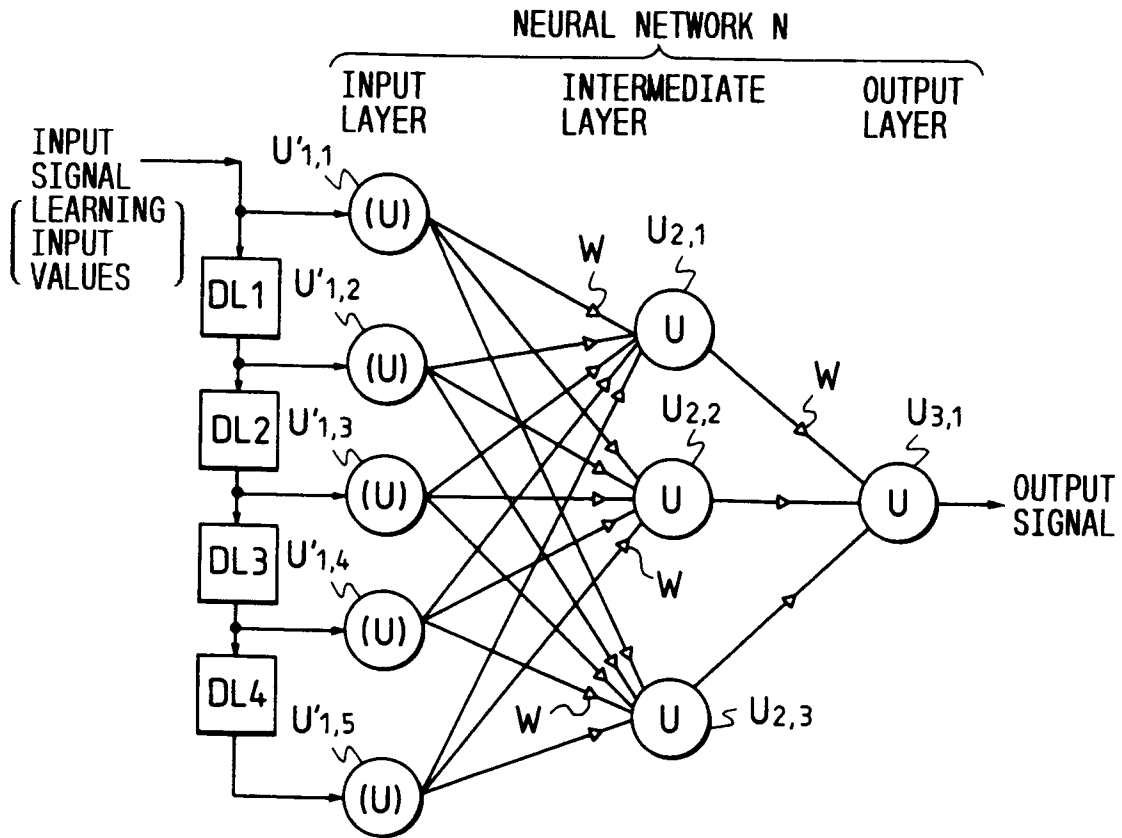 NEURAL NETWORK N
INPUT
LAYER
INTERMEDIATE
LAYER
OUTPUT
LAYER
INPUT
SIGNAL
LEARNING
INPUT
VALUES
U'1,1
(U)
DL1
U'1,2
(U)
DL2
U'1,3
(U)
DL3
U'1,4
(U)
DL4
U'1,5
(U)
W
U2,1
U
U2,2
U
W
W
U2,3
U
W
U3,1
U
OUTPUT
SIGNAL